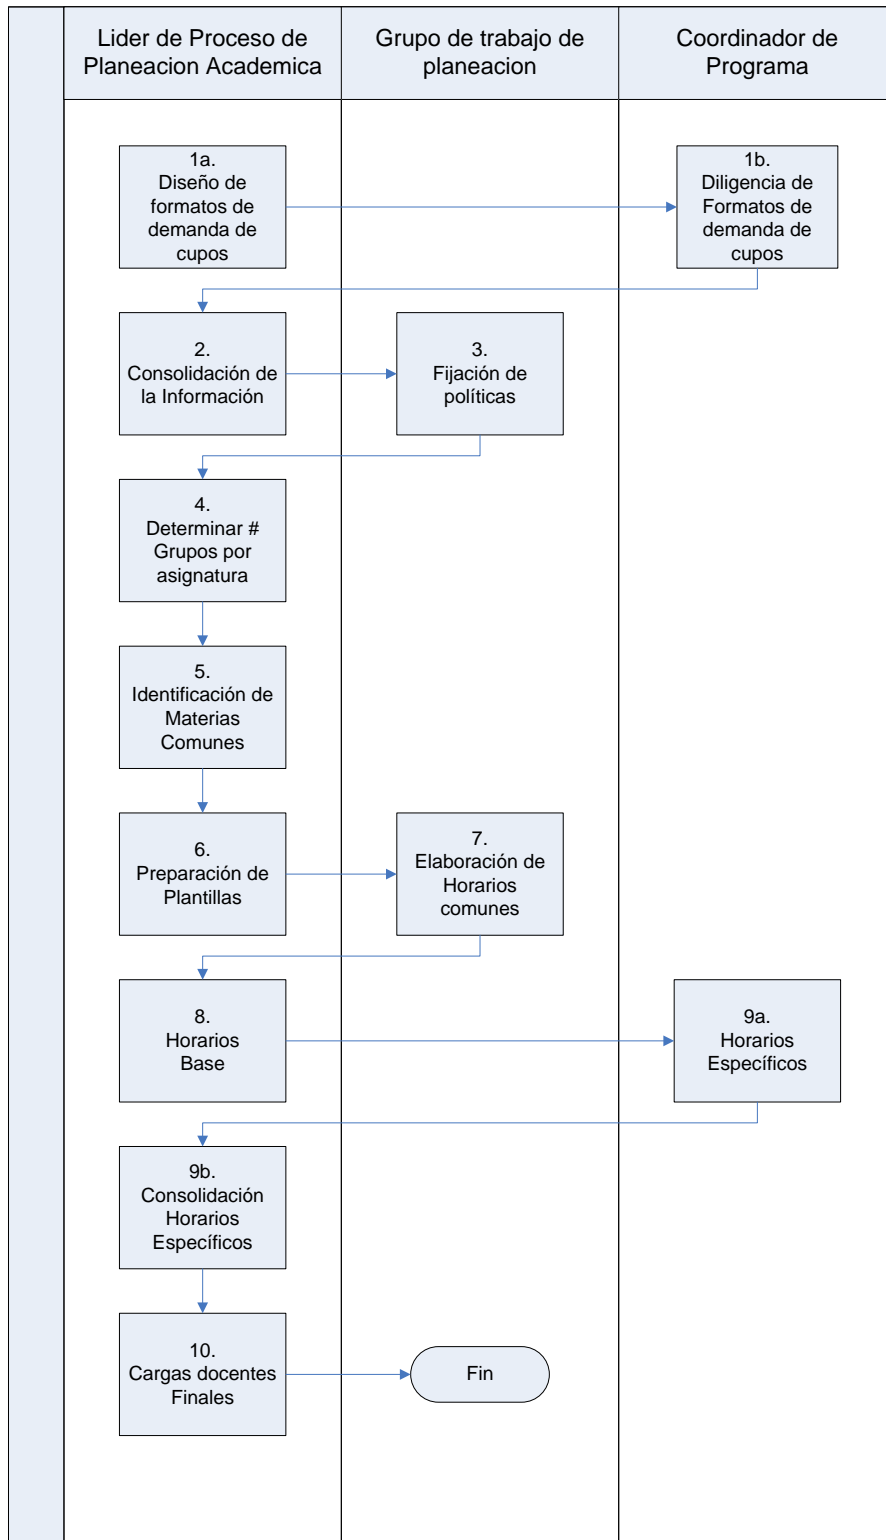 Lider de Proceso de
Planeacion Academica
Grupo de trabajo de
planeacion
Coordinador de
Programa
1a.
Diseño de
formatos de
demanda de
cupos
1b.
Diligencia de
Formatos de
demanda de
cupos
2.
Consolidación de
la Información
3.
Fijación de
políticas
4.
Determinar #
Grupos por
asignatura
5.
Identificación de
Materias
Comunes
6.
Preparación de
Plantillas
7.
Elaboración de
Horarios
comunes
8.
Horarios
Base
9a.
Horarios
Específicos
9b.
Consolidación
Horarios
Específicos
10.
Cargas docentes
Finales
Fin